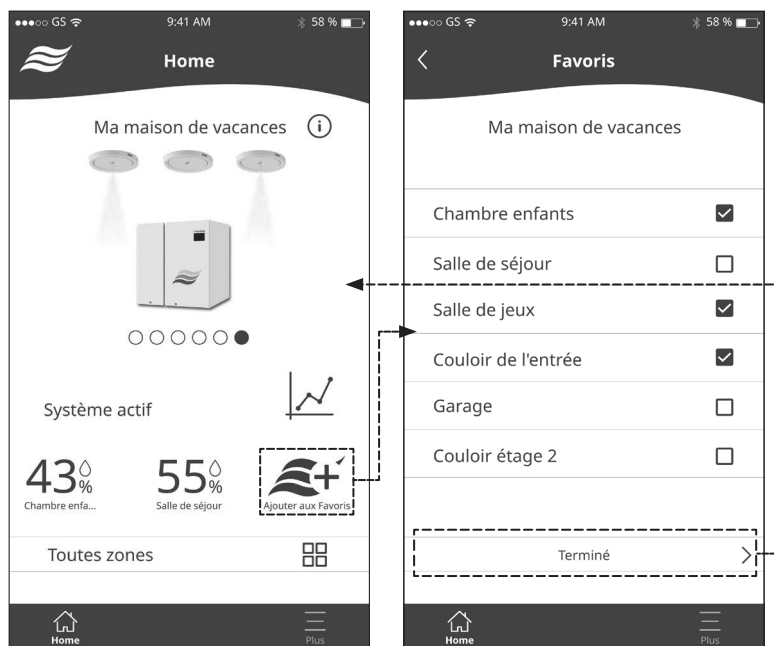 GS 9:41 AM 58 %
Home
Ma maison de vacances
Système actif
43 %
Chambre enfa...
55 %
Salle de séjour
Ajouter aux Favoris
Toutes zones
Home
Plus
GS 9:41 AM 58 %
Favoris
Ma maison de vacances
Chambre enfants
Salle de séjour
Salle de jeux
Couloir de l'entrée
Garage
Couloir étage 2
Terminé
Home
Plus